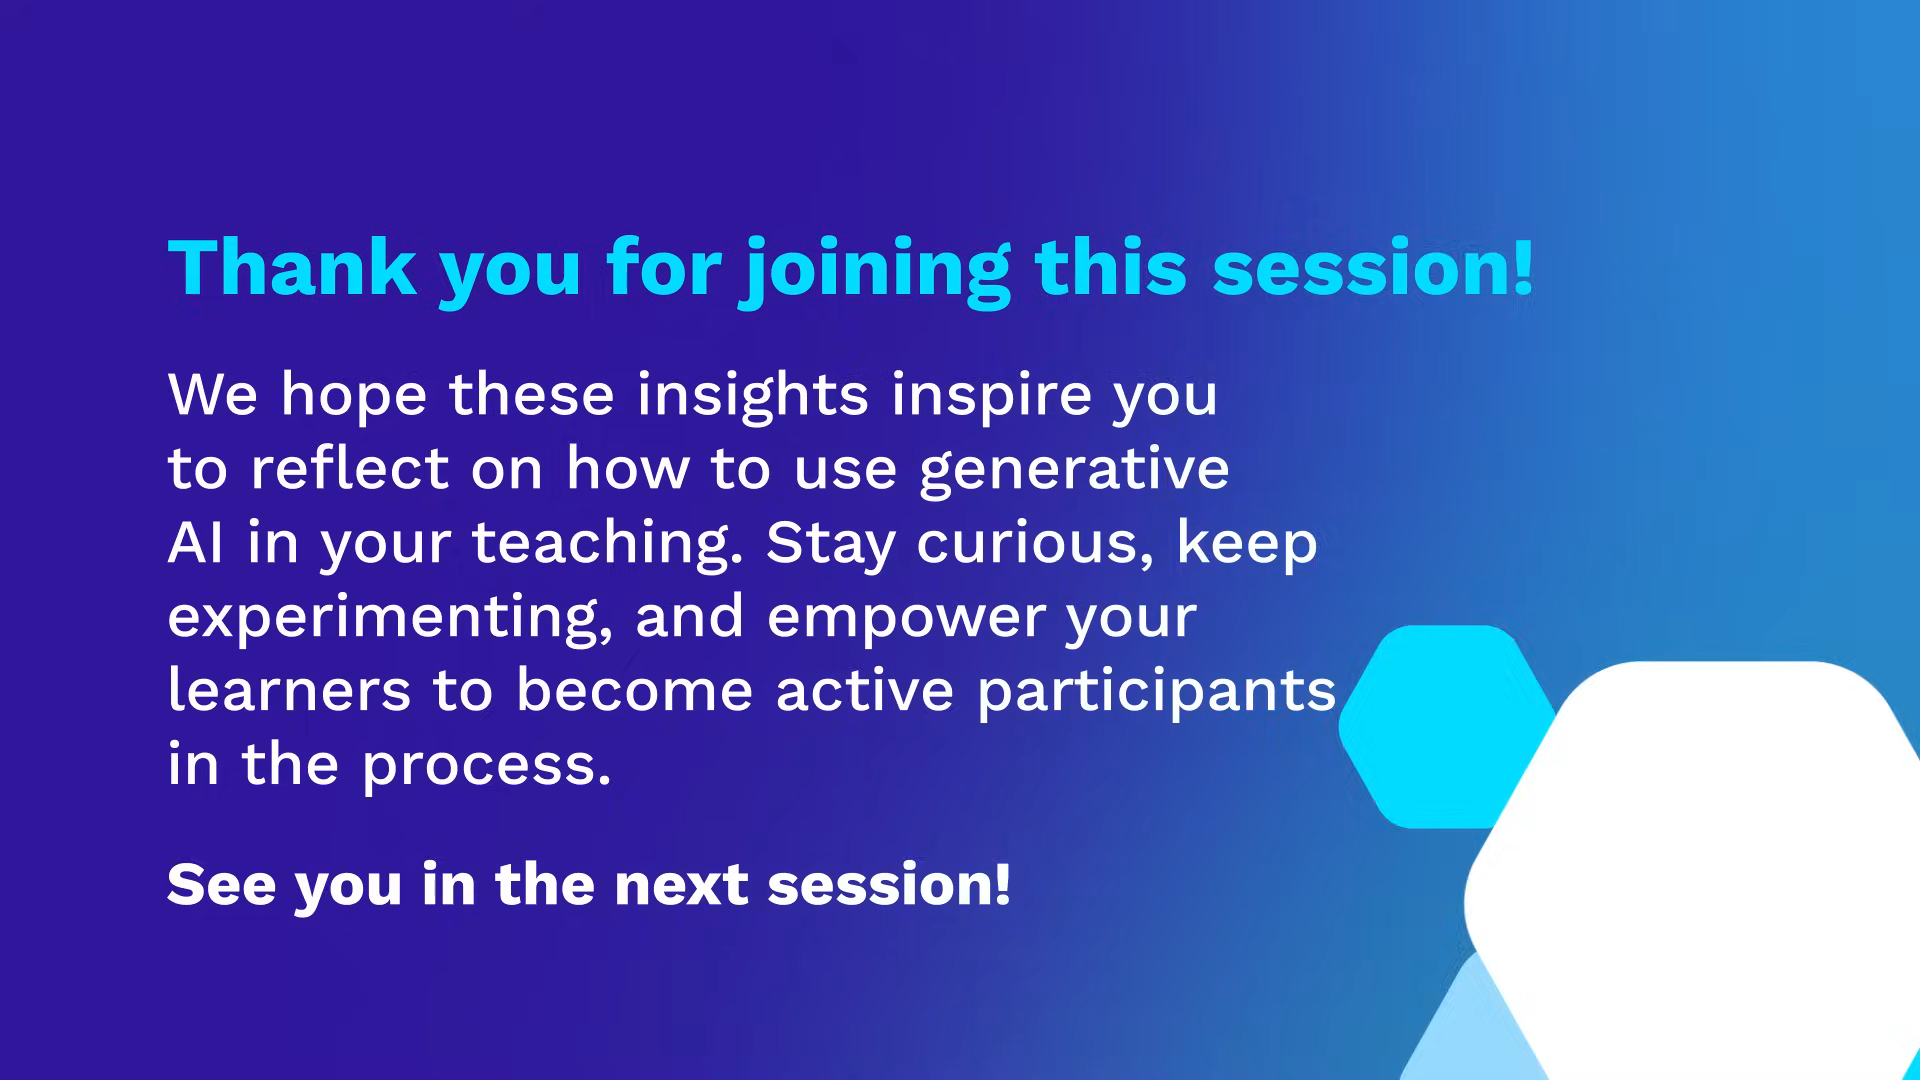 Thank you for joining this session!
We hope these insights inspire you
to reflect on how to use generative
AI in your teaching. Stay curious, keep
experimenting, and empower your
learners to become active participants
in the process.
See you in the next session!